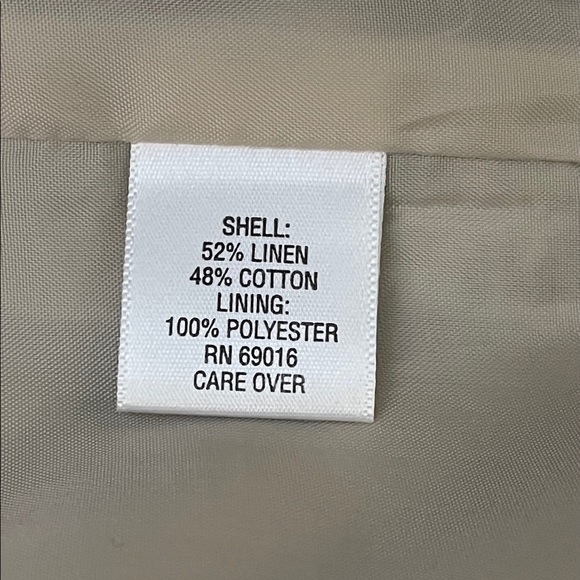 SHELL:
52% LINEN
48% COTTON
LINING:
100% POLYESTER
RN 69016
CARE OVER